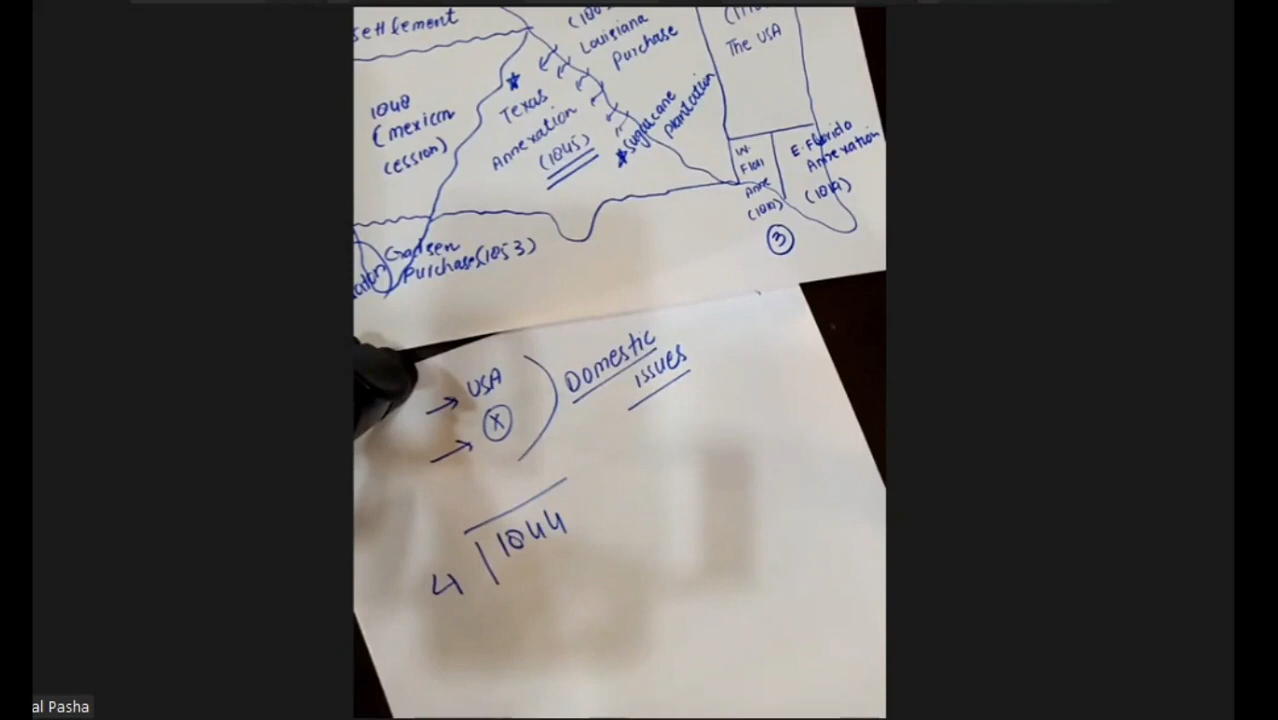 settlement
Louisiana
Purchase
The USA
1848
(mexican
cession)
Texas
Annexation
(1845)
sugarcane
plantation
W.
Flori
Anne
(1819)
E. Florida
Annexation
(1819)
3
Gadsen
Purchase(1853)
USA
X
Domestic
issues
4 1844
al Pasha